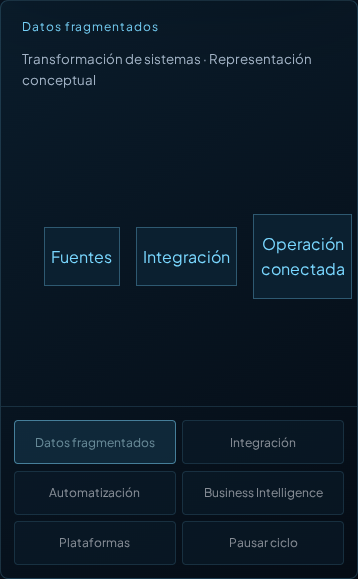 Datos fragmentados
Transformación de sistemas · Representación
conceptual
Fuentes
Integración
Operación
conectada
Datos fragmentados
Integración
Automatización
Business Intelligence
Plataformas
Pausar ciclo